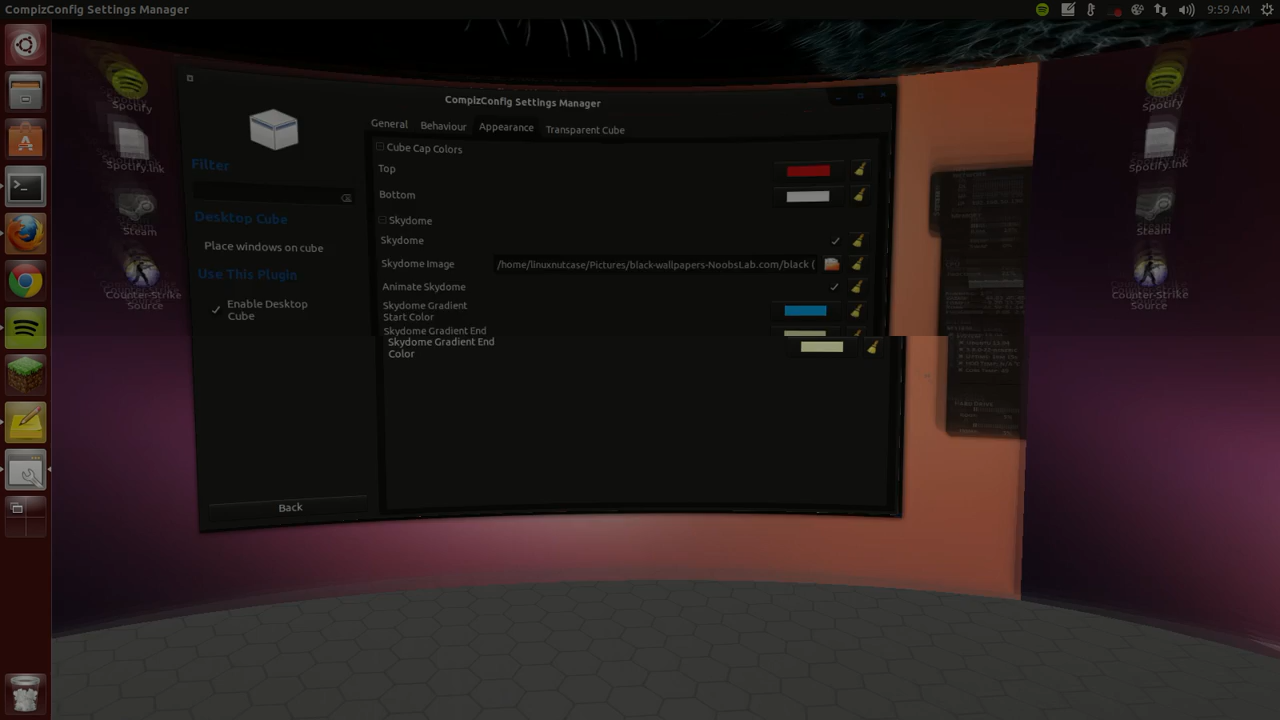 CompizConfig Settings Manager
9:59 AM
CompizConfig Settings Manager
General Behaviour Appearance Transparent Cube
Filter
Desktop Cube
Place windows on cube
Use This Plugin
Enable Desktop
Cube
Back
Cube Cap Colors
Top
Bottom
Skydome
Skydome
Skydome Image /home/linuxnutcase/Pictures/black-wallpapers-NoobsLab.com/black (
Animate Skydome
Skydome Gradient
Start Color
Skydome Gradient End
Skydome Gradient End
Color
Spotify
Spotify.lnk
Steam
Counter-Strike
Source
Spotify
Spotify.lnk
Steam
Counter-Strike
Source